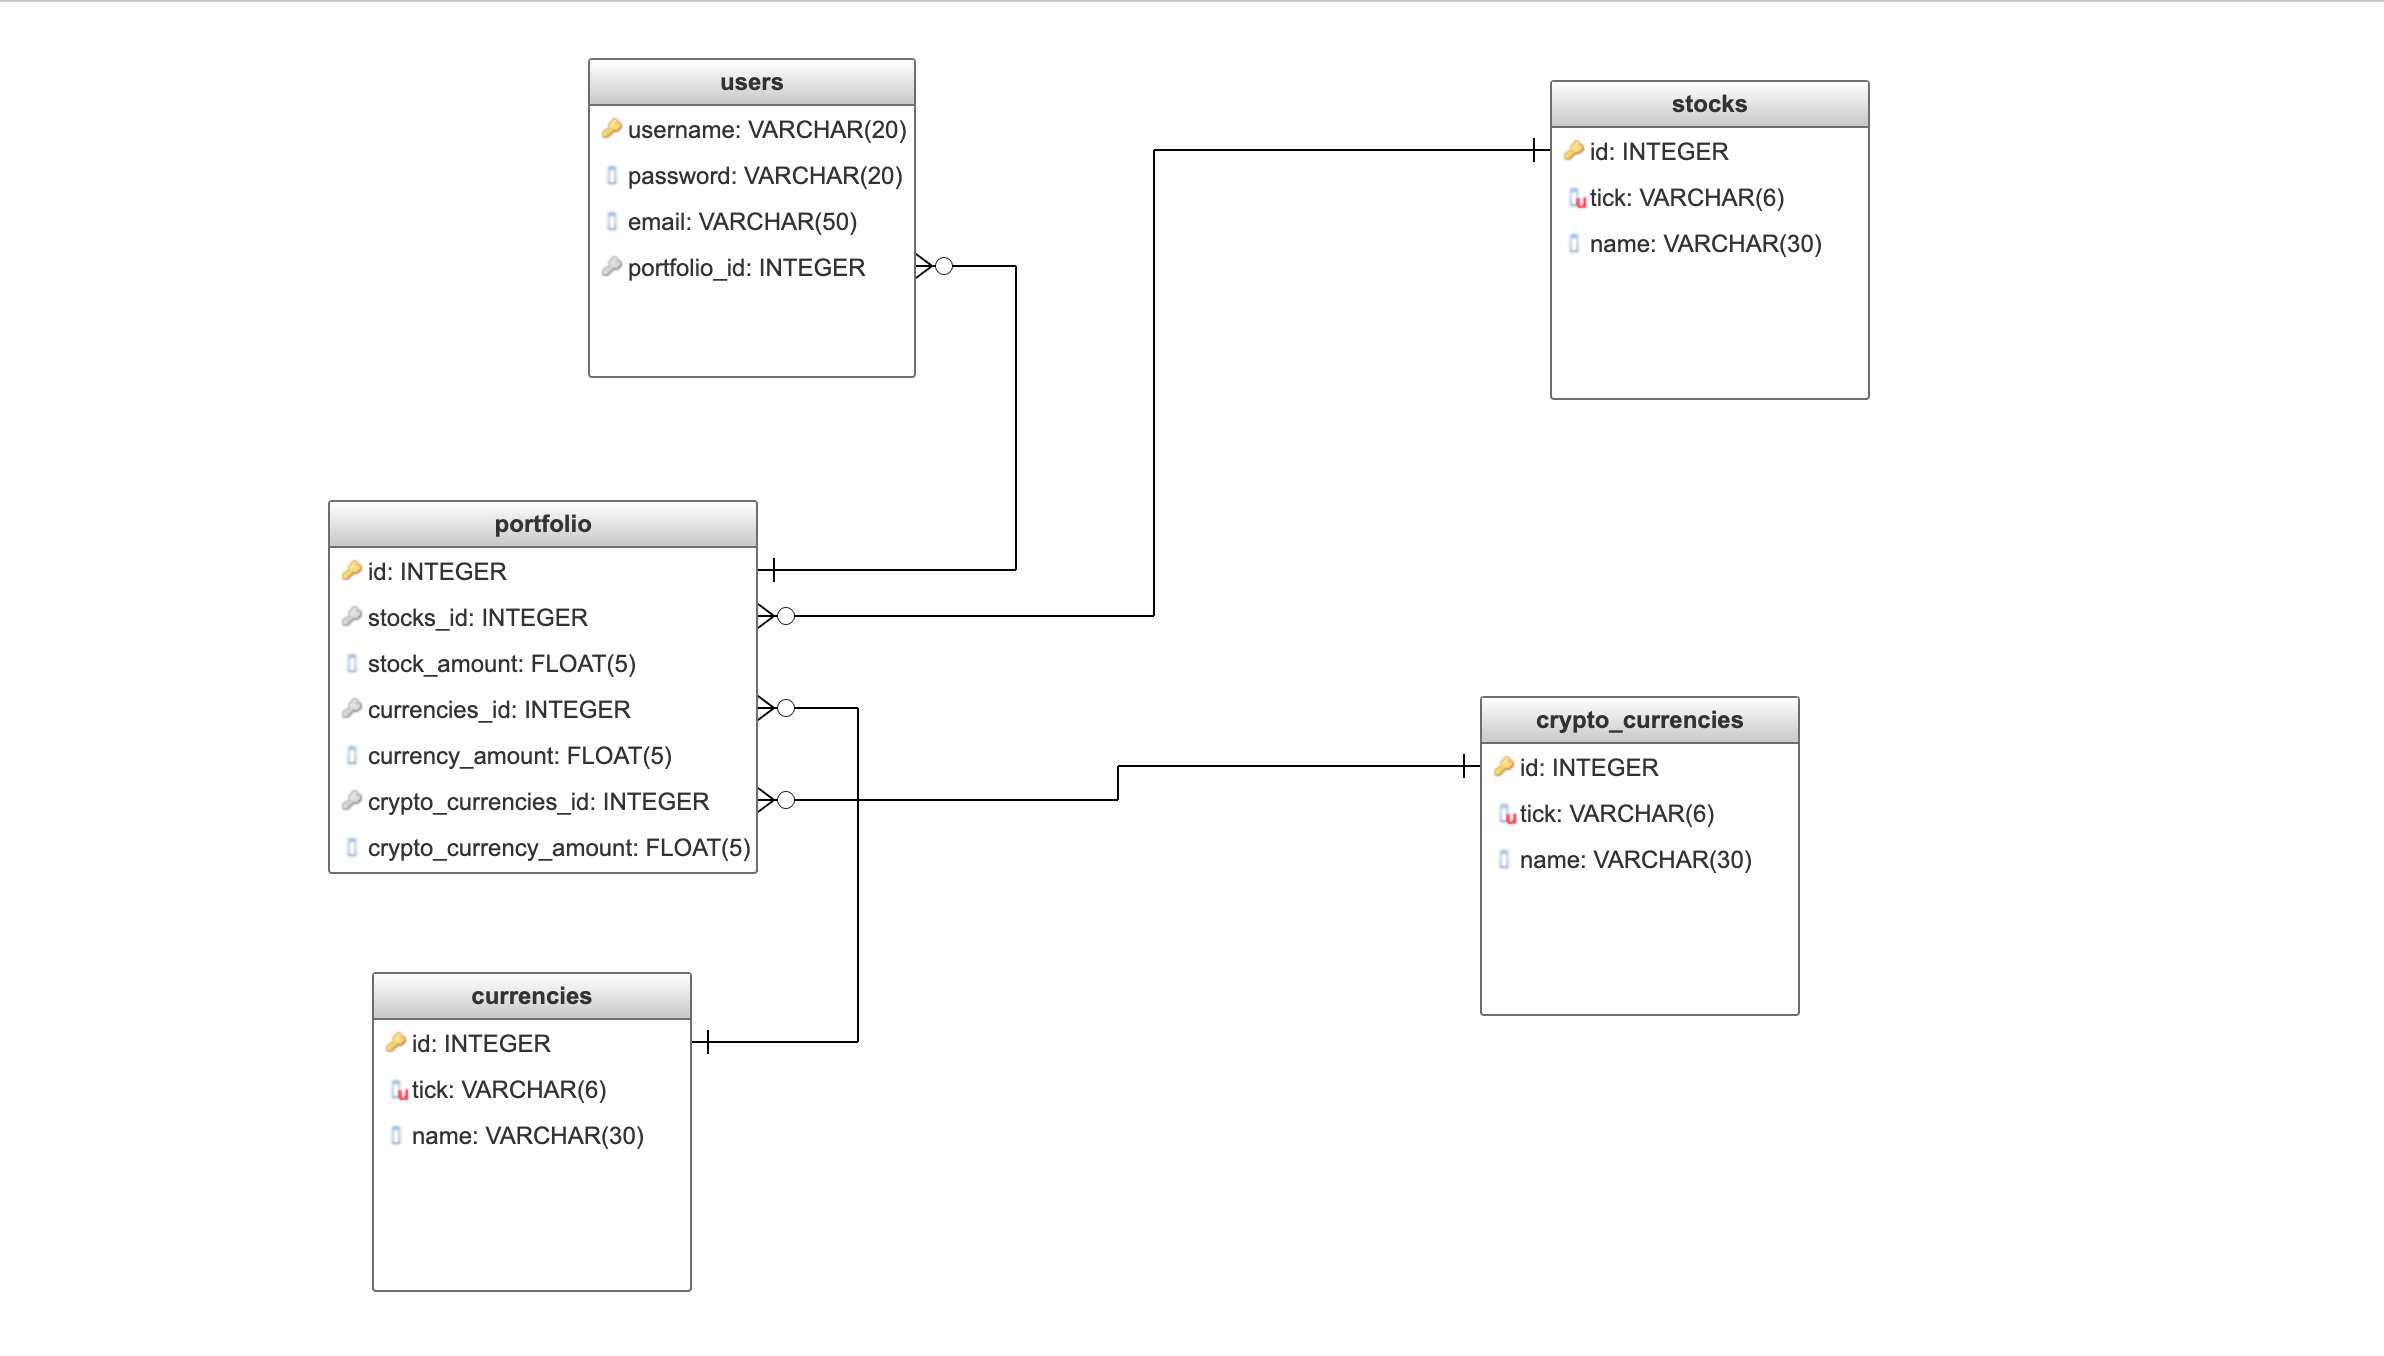 users
username: VARCHAR(20)
password: VARCHAR(20)
email: VARCHAR(50)
portfolio_id: INTEGER
stocks
id: INTEGER
tick: VARCHAR(6)
name: VARCHAR(30)
portfolio
id: INTEGER
stocks_id: INTEGER
stock_amount: FLOAT(5)
currencies_id: INTEGER
currency_amount: FLOAT(5)
crypto_currencies_id: INTEGER
crypto_currency_amount: FLOAT(5)
crypto_currencies
id: INTEGER
tick: VARCHAR(6)
name: VARCHAR(30)
currencies
id: INTEGER
tick: VARCHAR(6)
name: VARCHAR(30)